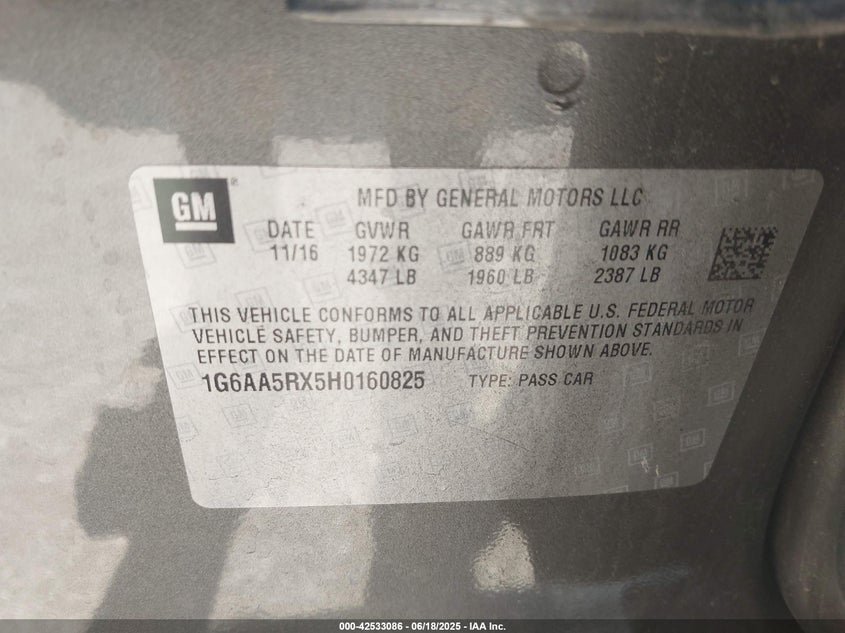 GM
MFD BY GENERAL MOTORS LLC
DATE GVWR GAWR FRT GAWR RR
11/16 1972 KG 889 KG 1083 KG
4347 LB 1960 LB 2387 LB
THIS VEHICLE CONFORMS TO ALL APPLICABLE U.S. FEDERAL MOTOR
VEHICLE SAFETY, BUMPER, AND THEFT PREVENTION STANDARDS IN
EFFECT ON THE DATE OF MANUFACTURE SHOWN ABOVE.
1G6AA5RX5H0160825 TYPE: PASS CAR
000-42533086 - 06/18/2025 - IAA Inc.